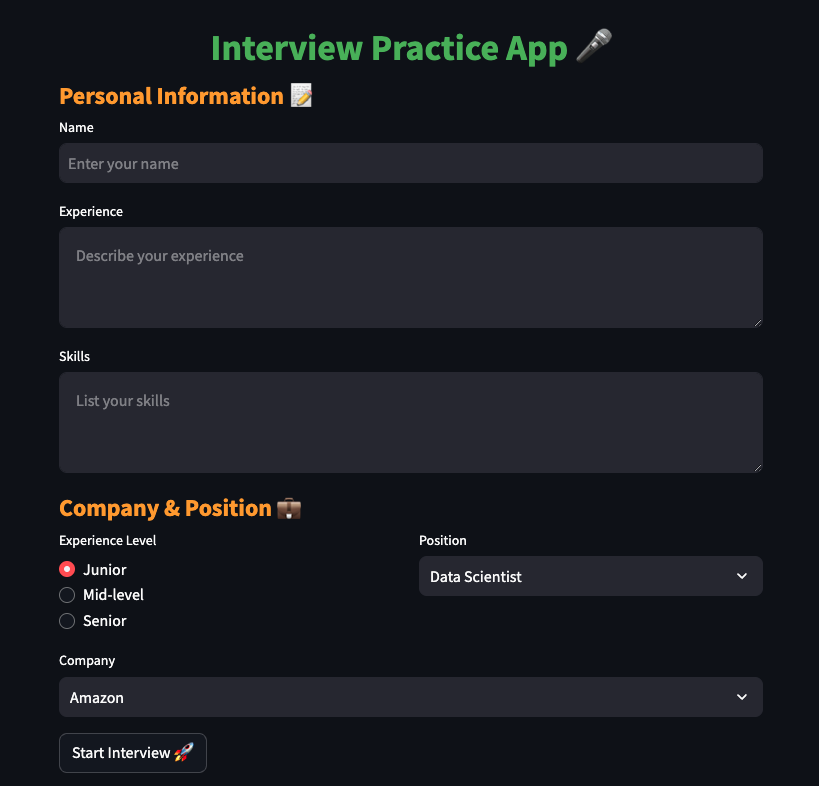 Interview Practice App 🎤
Personal Information 📝
Name
Enter your name
Experience
Describe your experience
Skills
List your skills
Company & Position 💼
Experience Level
Junior
Mid-level
Senior
Position
Data Scientist
Company
Amazon
Start Interview 🚀